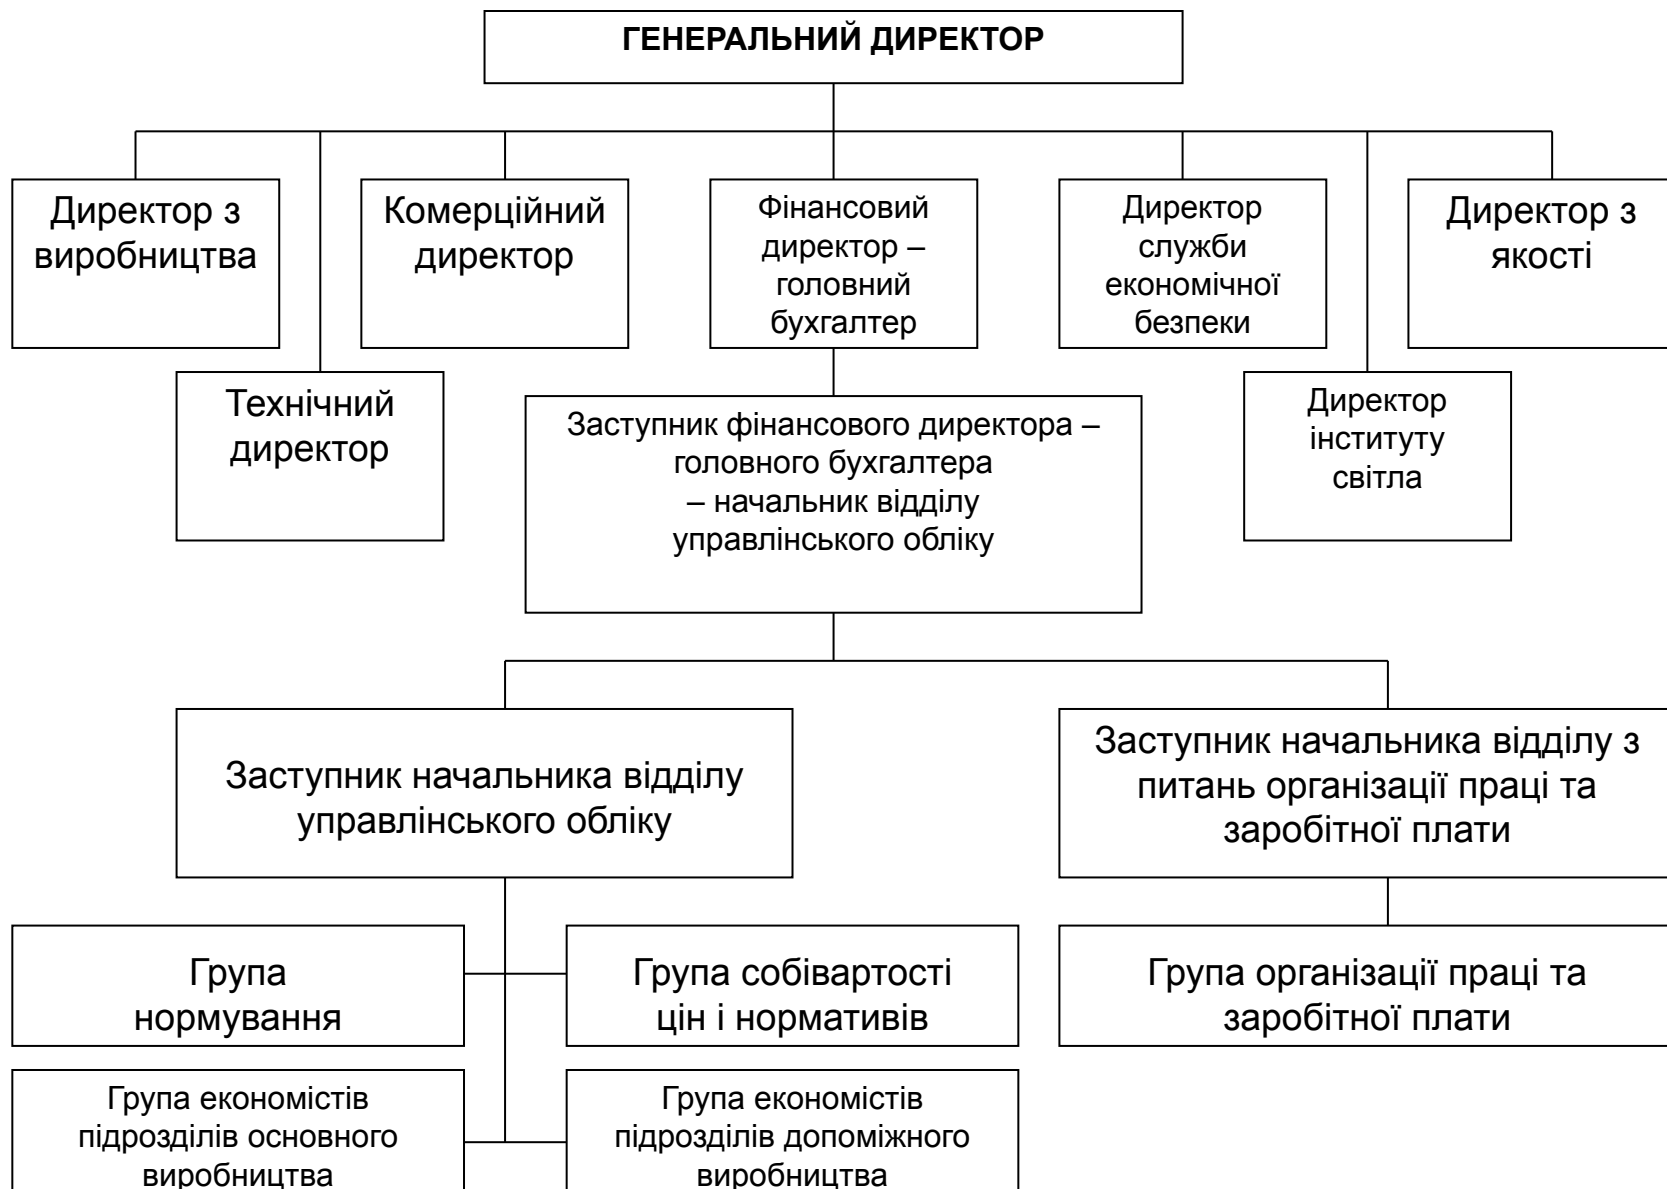 ГЕНЕРАЛЬНИЙ ДИРЕКТОР
Директор з
виробництва
Комерційний
директор
Фінансовий
директор –
головний
бухгалтер
Директор
служби
економічної
безпеки
Директор з
якості
Технічний
директор
Заступник фінансового директора –
головного бухгалтера
– начальник відділу
управлінського обліку
Директор
інституту
світла
Заступник начальника відділу
управлінського обліку
Заступник начальника відділу з
питань організації праці та
заробітної плати
Група
нормування
Група собівартості
цін і нормативів
Група організації праці та
заробітної плати
Група економістів
підрозділів основного
виробництва
Група економістів
підрозділів допоміжного
виробництва